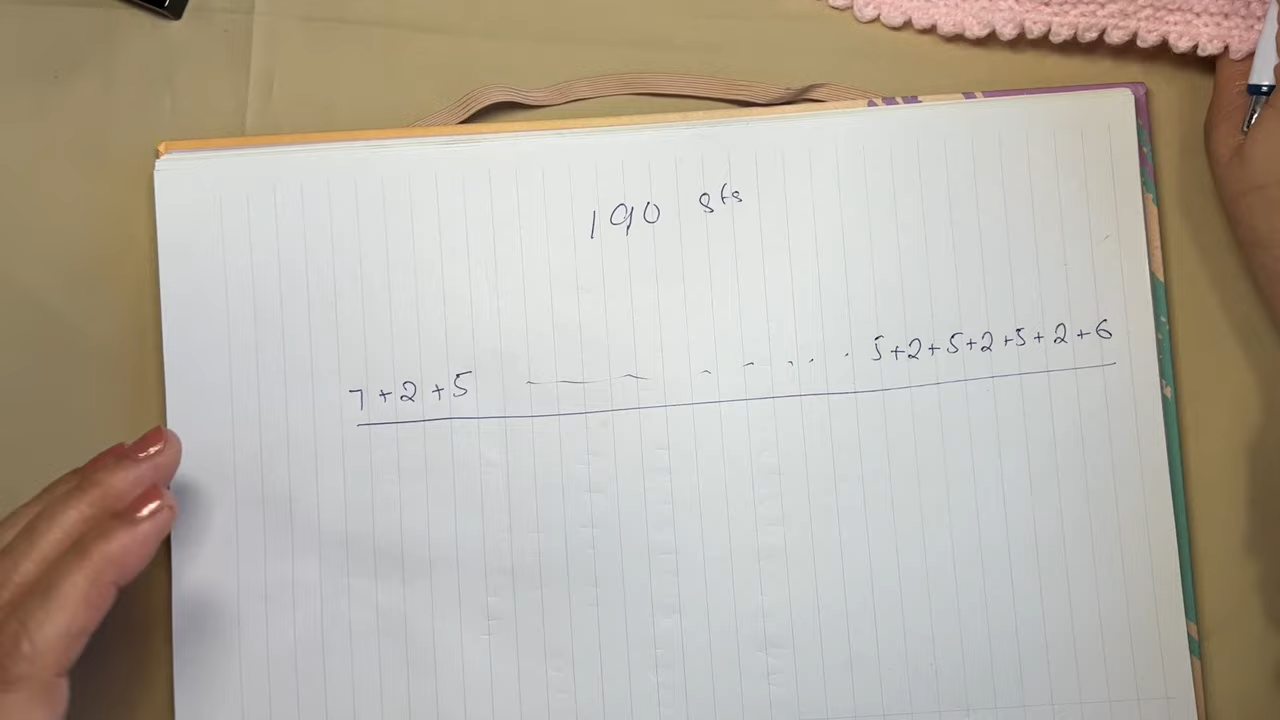 190 sts
7+2+5 ——— - - . . . 5+2+5+2+5+2+6